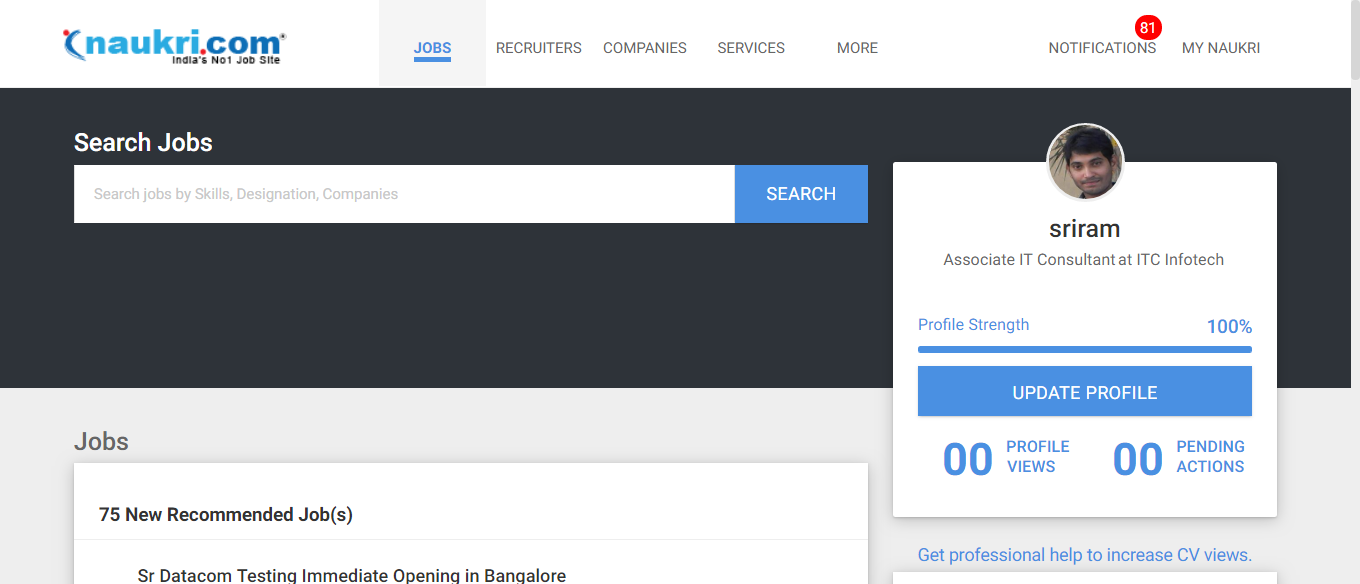 naukri.com
India's No1 Job Site
JOBS
RECRUITERS
COMPANIES
SERVICES
MORE
81
NOTIFICATIONS
MY NAUKRI
Search Jobs
Search jobs by Skills, Designation, Companies
SEARCH
sriram
Associate IT Consultant at ITC Infotech
Profile Strength
100%
UPDATE PROFILE
00
PROFILE
VIEWS
00
PENDING
ACTIONS
Jobs
75 New Recommended Job(s)
Sr Datacom Testing Immediate Opening in Bangalore
Get professional help to increase CV views.